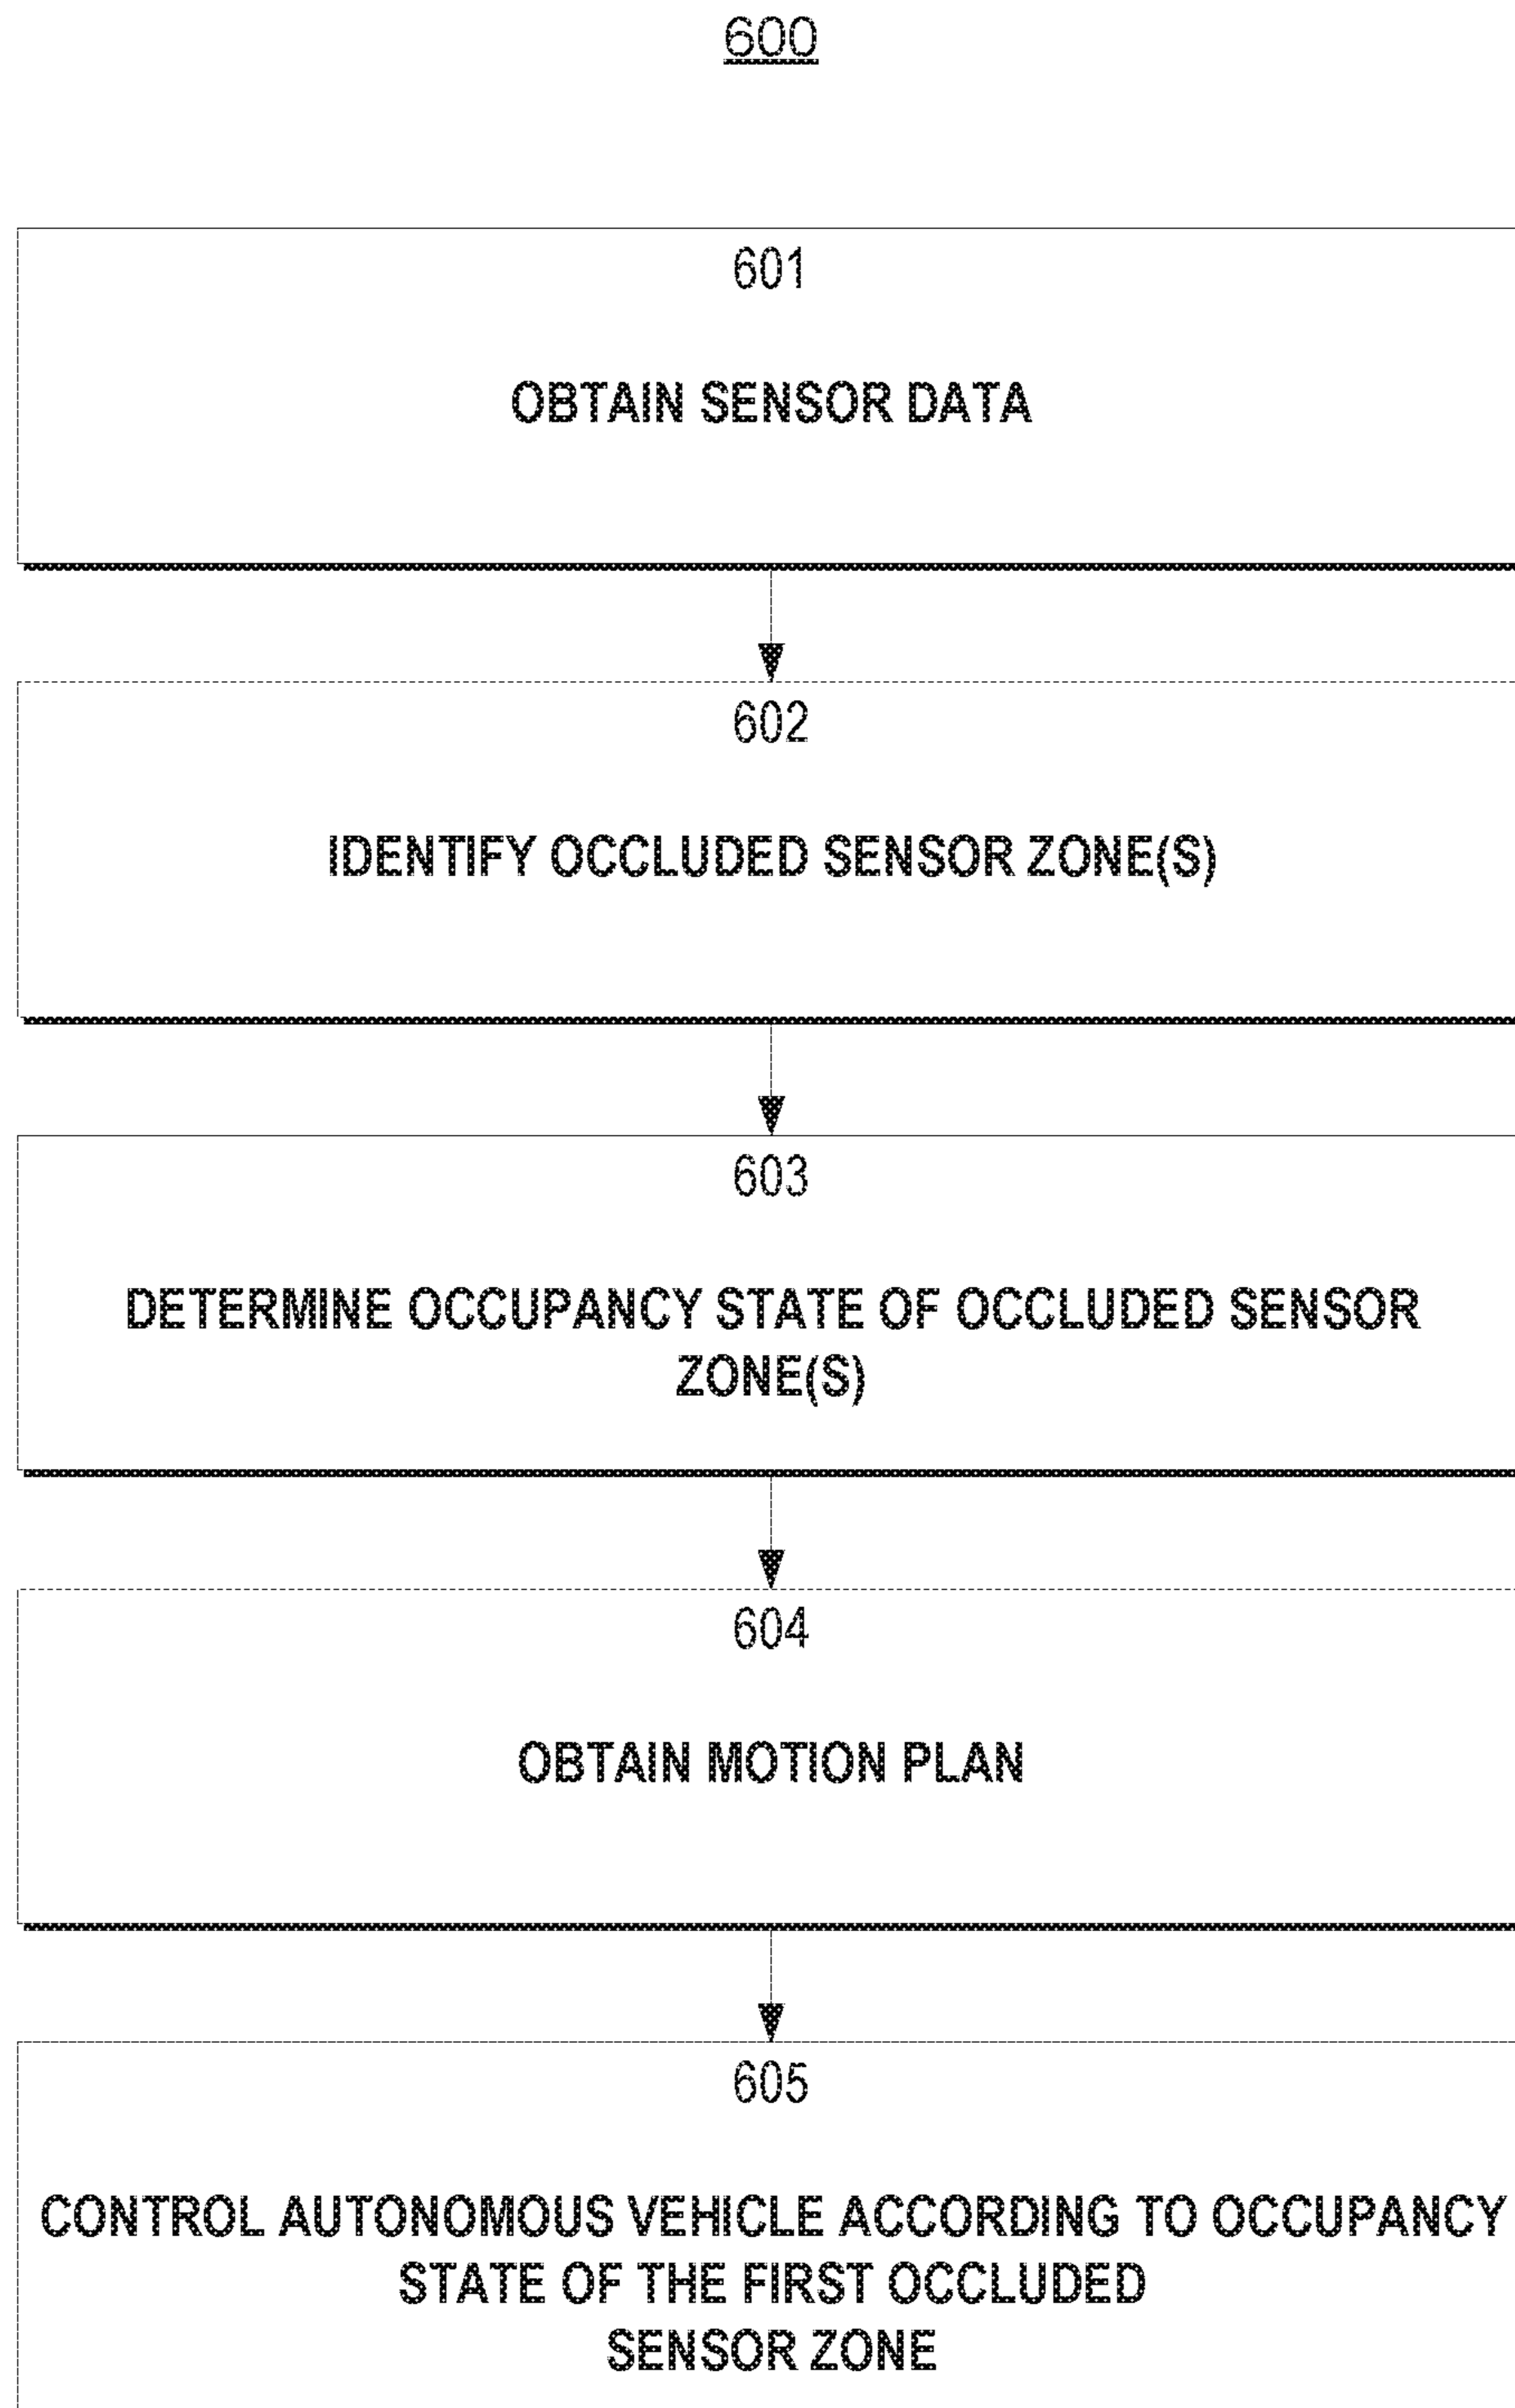 600
601
OBTAIN SENSOR DATA
602
IDENTIFY OCCLUDED SENSOR ZONE(S)
603
DETERMINE OCCUPANCY STATE OF OCCLUDED SENSOR
ZONE(S)
604
OBTAIN MOTION PLAN
605
CONTROL AUTONOMOUS VEHICLE ACCORDING TO OCCUPANCY
STATE OF THE FIRST OCCLUDED
SENSOR ZONE